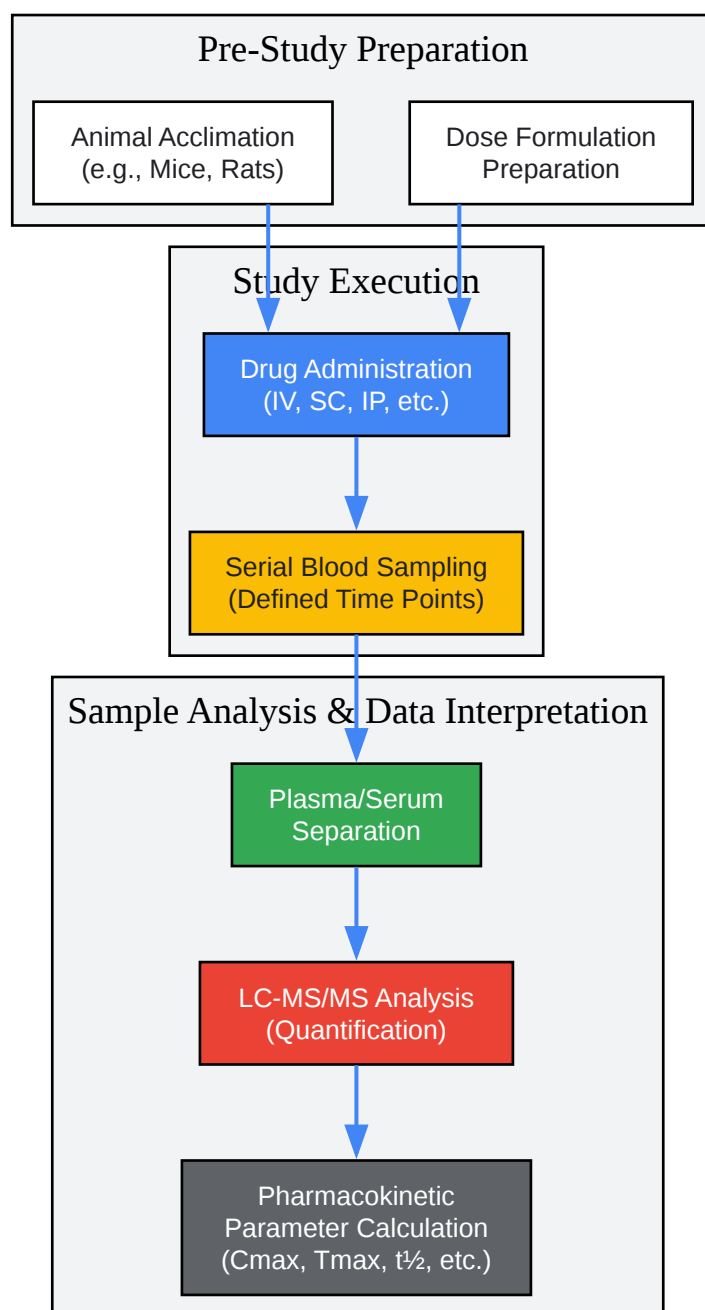 Pre-Study Preparation
Animal Acclimation
(e.g., Mice, Rats)
Dose Formulation
Preparation
Study Execution
Drug Administration
(IV, SC, IP, etc.)
Serial Blood Sampling
(Defined Time Points)
Sample Analysis & Data Interpretation
Plasma/Serum
Separation
LC-MS/MS Analysis
(Quantification)
Pharmacokinetic
Parameter Calculation
(Cmax, Tmax, t½, etc.)